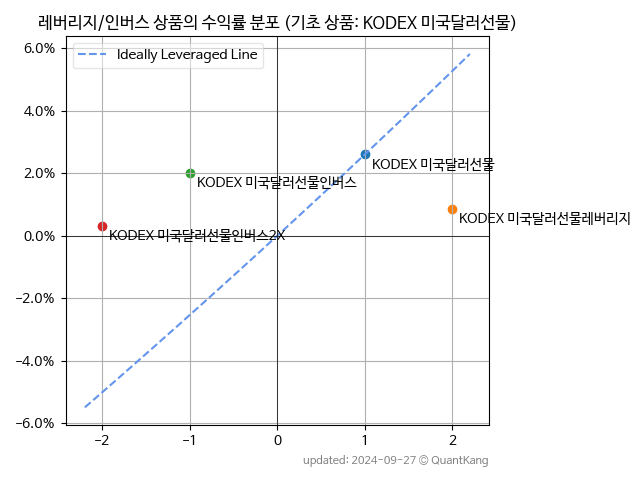 레버리지/인버스 상품의 수익률 분포 (기초 상품: KODEX 미국달러선물)
6.0%
Ideally Leveraged Line
4.0%
KODEX 미국달러선물
2.0%
KODEX 미국달러선물인버스
KODEX 미국달러선물레버리지
0.0%
KODEX 미국달러선물인버스2X
−2.0%
−4.0%
−6.0%
−2 −1 0 1 2
updated: 2024-09-27 © QuantKang